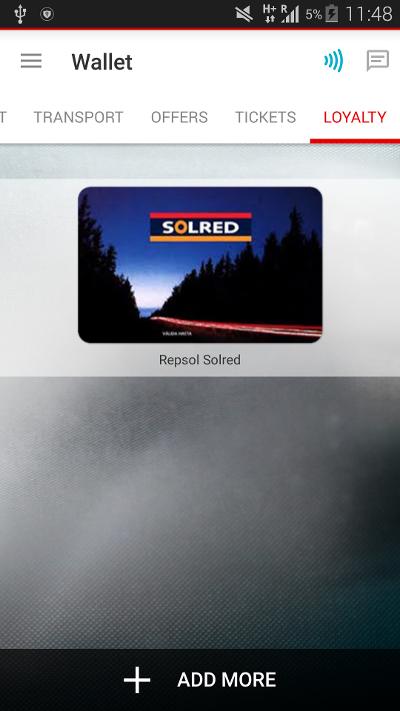 H+ R 5% 11:48
Wallet
T TRANSPORT OFFERS TICKETS LOYALTY
SOLRED
VÁLIDA HASTA
Repsol Solred
ADD MORE